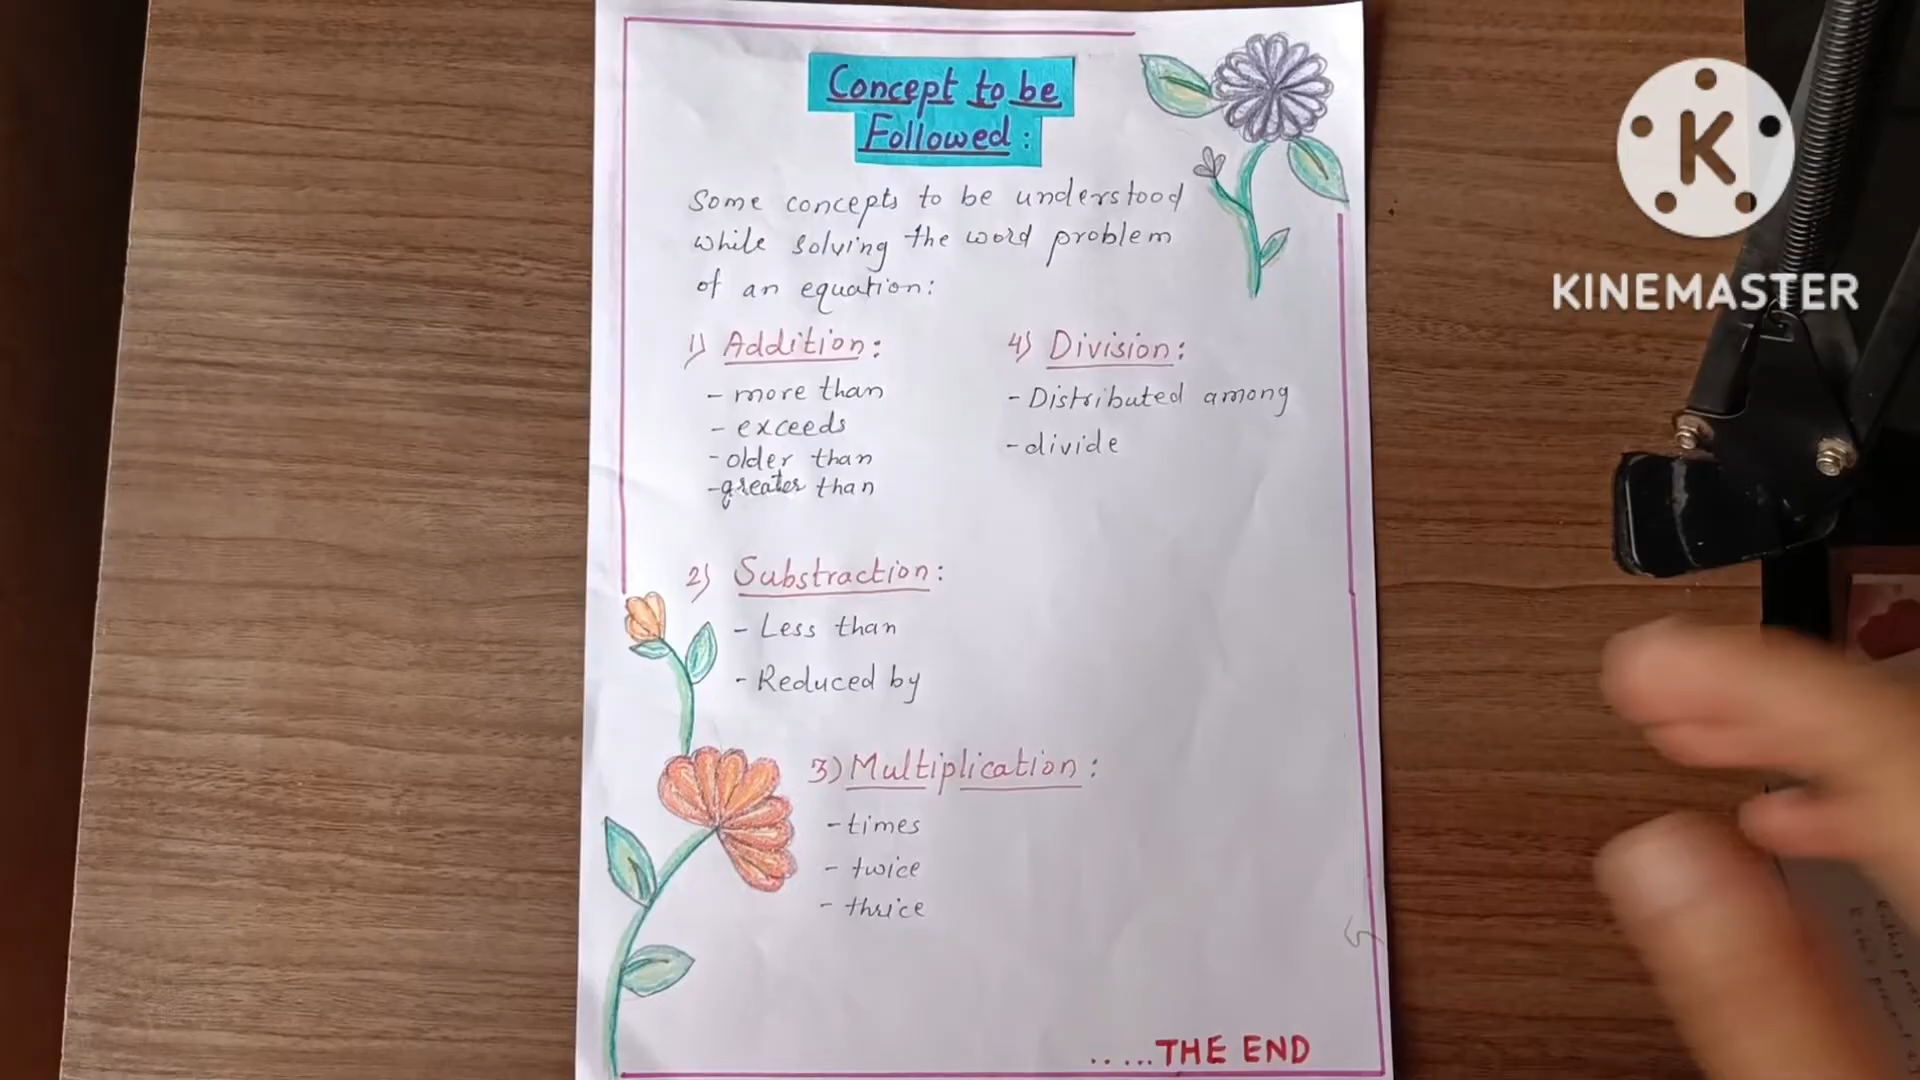 Concept to be
Followed:
Some concepts to be understood
while solving the word problem
of an equation:
1) Addition:
- more than
- exceeds
- older than
- greater than
2) Substraction:
- Less than
- Reduced by
3) Multiplication:
- times
- twice
- thrice
4) Division:
- Distributed among
- divide
.....THE END
K
KINEMASTER